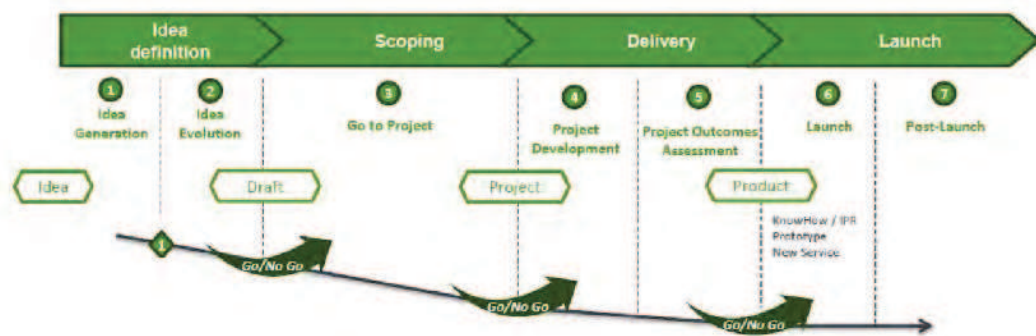 Idea
definition
Scoping
Delivery
Launch
1
2
3
4
5
6
7
Idea
Generation
Idea
Evolution
Go to Project
Project
Development
Project Outcomes
Assessment
Launch
Post-Launch
Idea
Draft
Project
Product
KnowHow / IPR
Prototype
New Service
1
Go/No Go
Go/No Go
Go/No Go